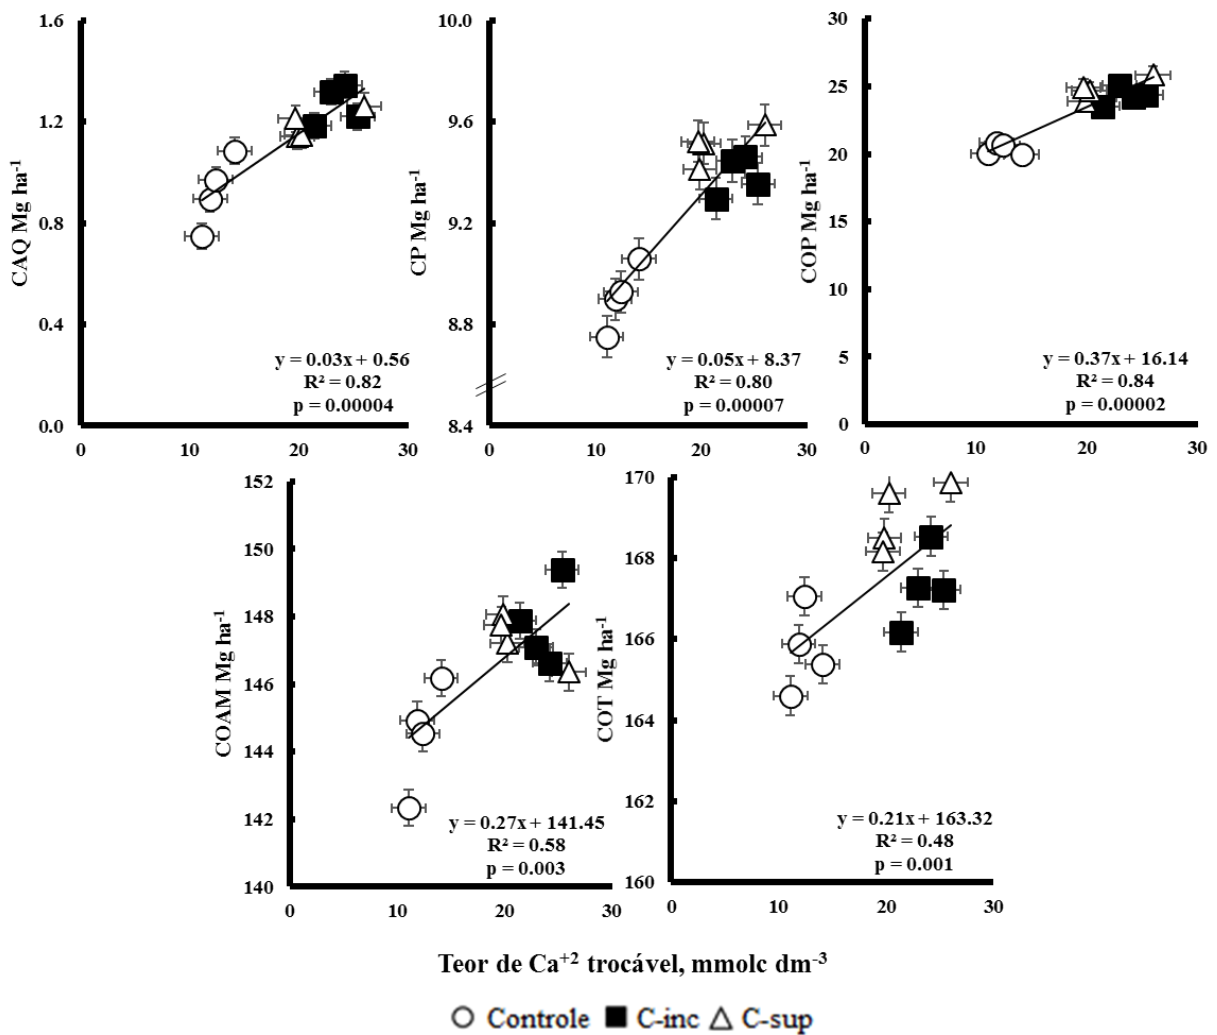 1.6
1.2
0.8
0.4
0.0
0
10
20
30
CAQ Mg ha⁻¹
y = 0.03x + 0.56
R² = 0.82
p = 0.00004
10.0
9.6
9.2
8.8
8.4
0
10
20
30
CP Mg ha⁻¹
y = 0.05x + 8.37
R² = 0.80
p = 0.00007
30
25
20
15
10
5
0
0
10
20
30
COP Mg ha⁻¹
y = 0.37x + 16.14
R² = 0.84
p = 0.00002
152
150
148
146
144
142
140
0
10
20
30
COAM Mg ha⁻¹
y = 0.27x + 141.45
R² = 0.58
p = 0.003
170
168
166
164
162
160
0
10
20
30
COT Mg ha⁻¹
y = 0.21x + 163.32
R² = 0.48
p = 0.001
Teor de Ca⁺² trocável, mmolc dm⁻³
Controle C-inc C-sup